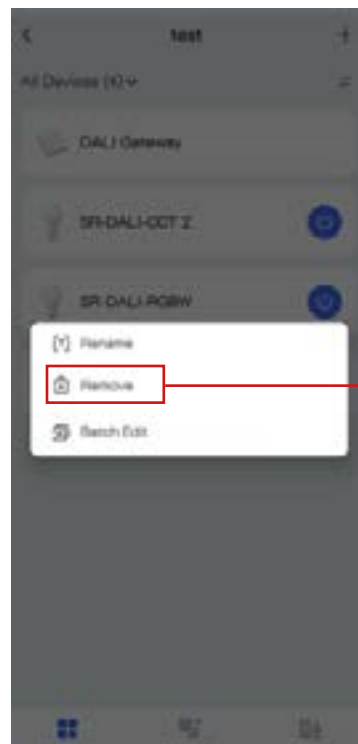 test
All Devices (4)
DALI Gateway
SR-DALI-CCT 2
SR-DALI-RGBW
Rename
Remove
Batch Edit